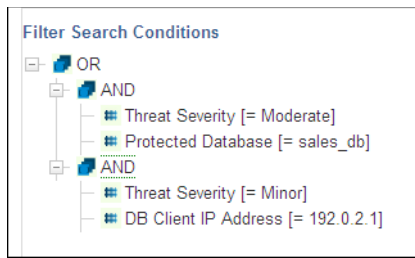 Filter Search Conditions
OR
AND
Threat Severity [= Moderate]
Protected Database [= sales_db]
AND
Threat Severity [= Minor]
DB Client IP Address [= 192.0.2.1]